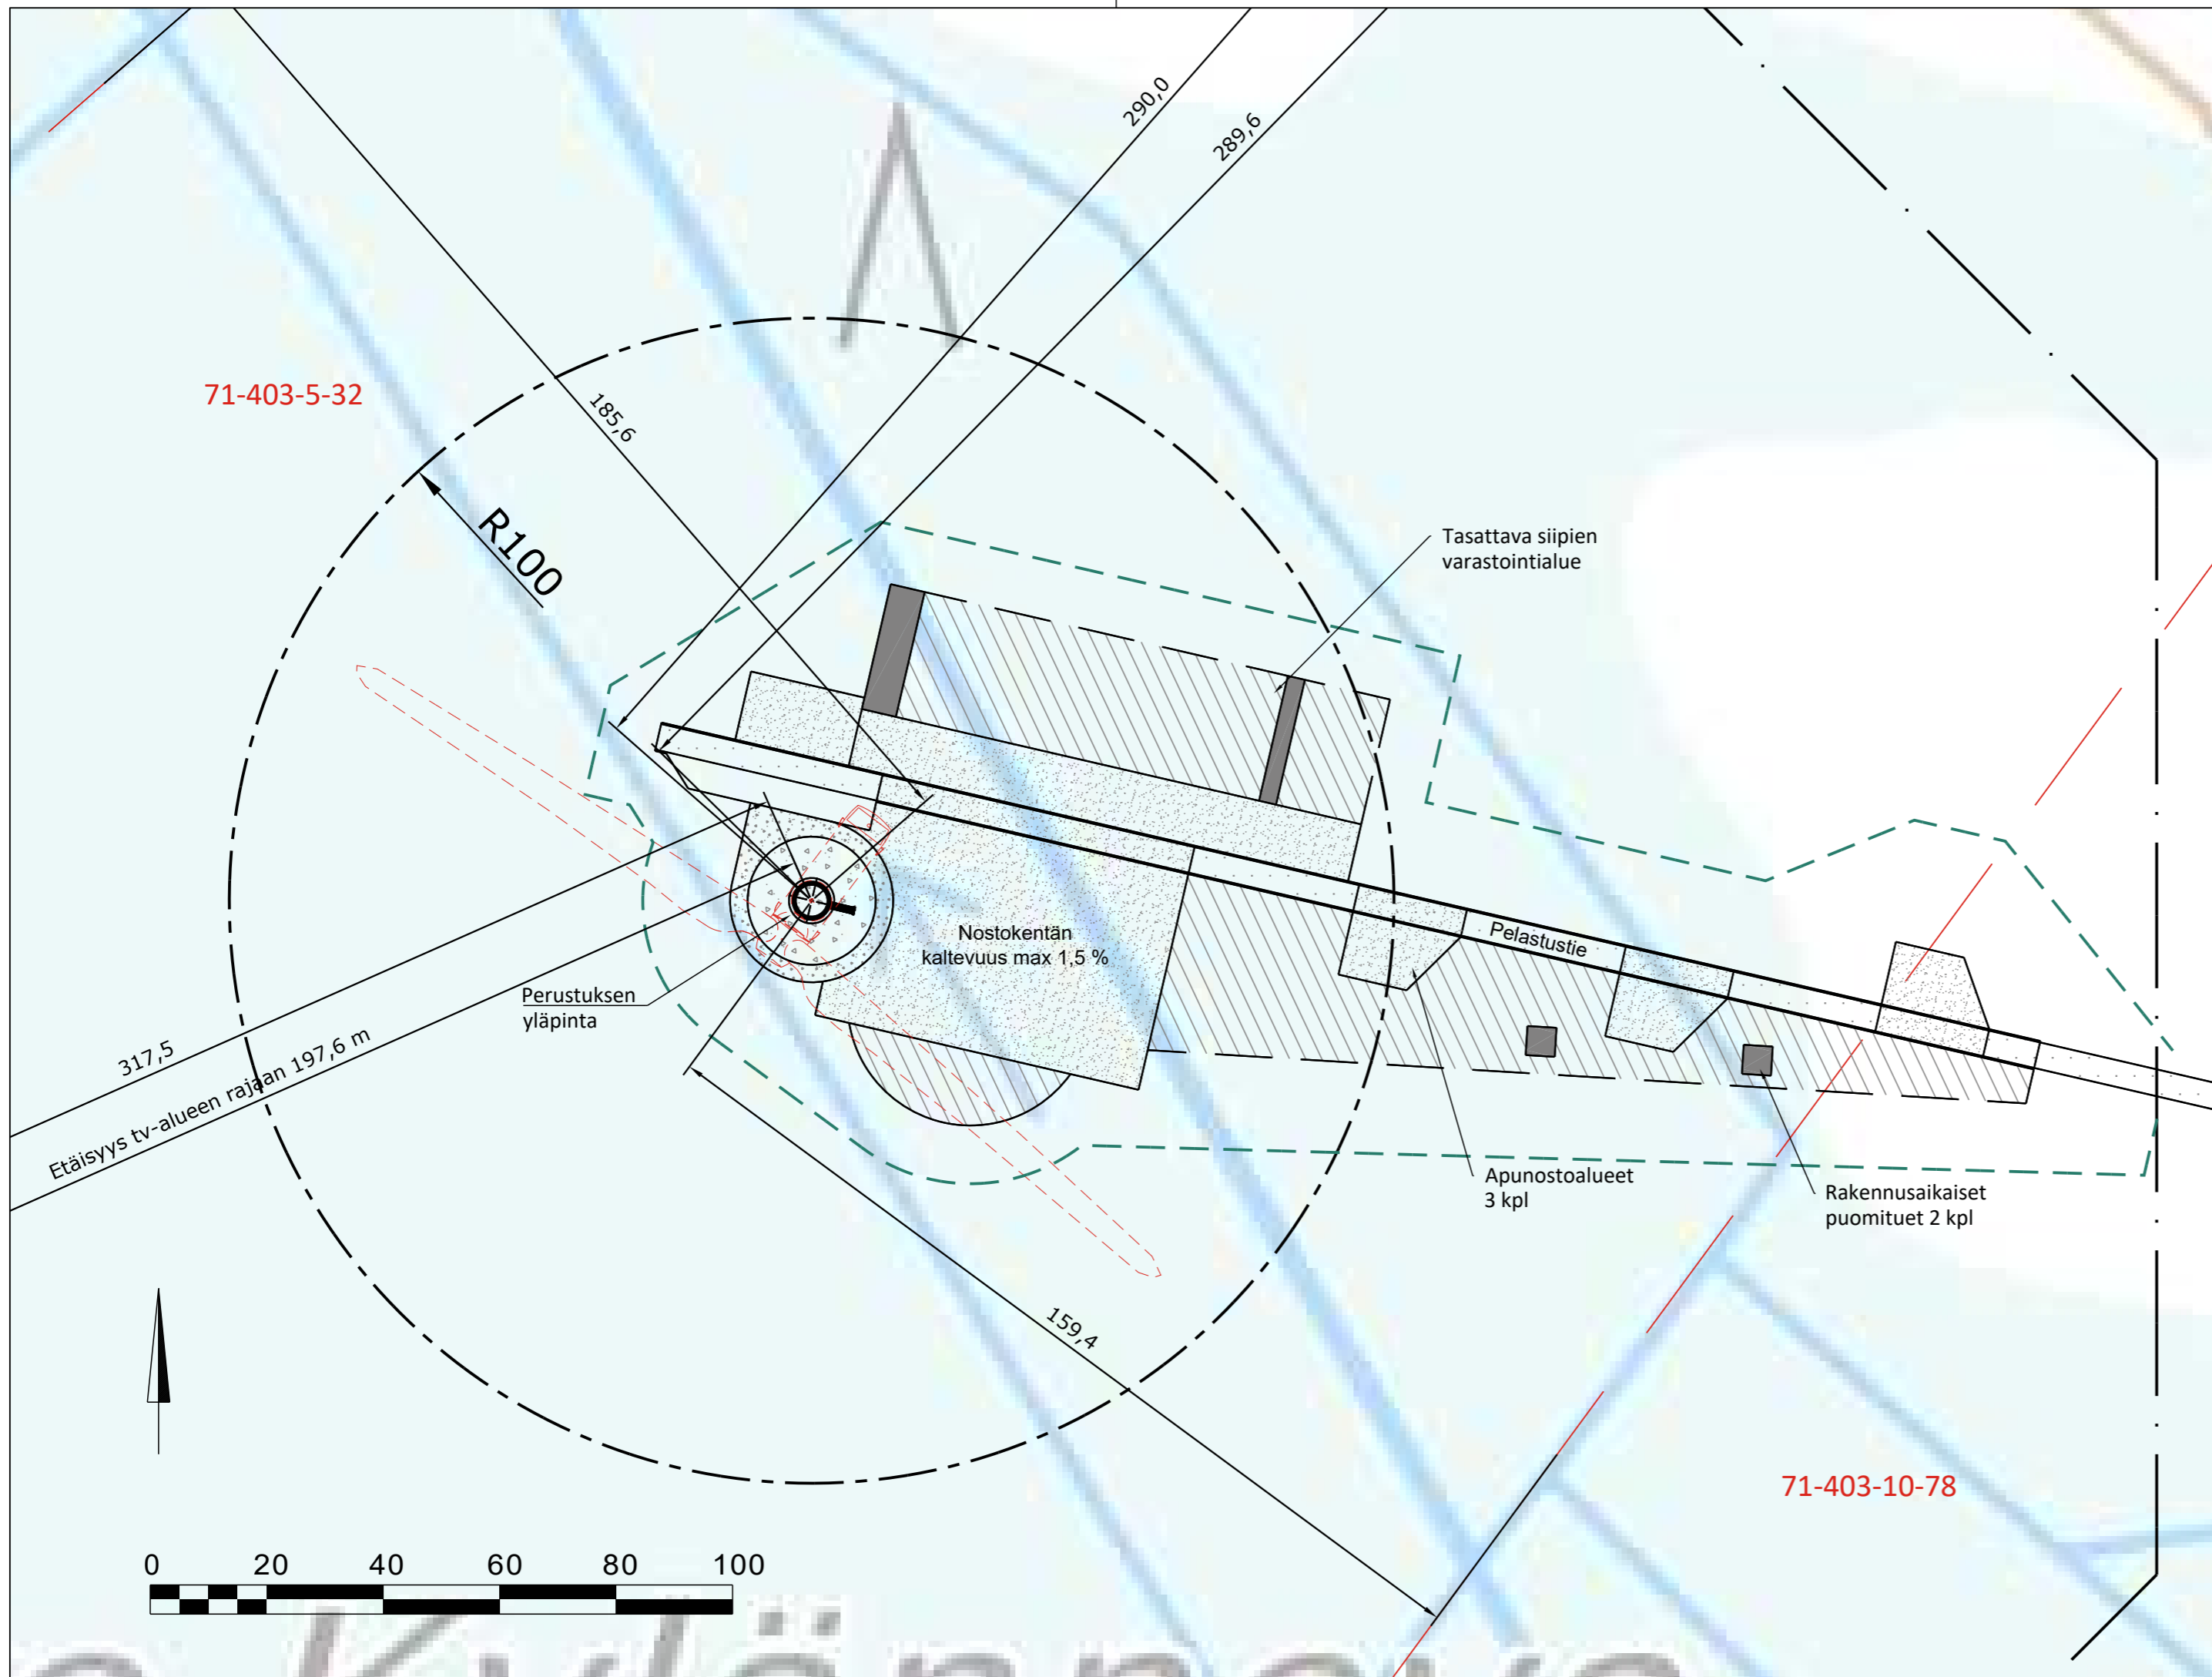 290,0
289,6
71-403-5-32
185,6
R100
Tasattava siipien
varastointialue
Nostokentän
kaltevuus max 1,5 %
Pelastustie
Perustuksen
yläpinta
317,5
Etäisyys tv-alueen rajaan 197,6 m
Apunostoalueet
3 kpl
Rakennusaikaiset
puomituet 2 kpl
159,4
71-403-10-78
0 20 40 60 80 100